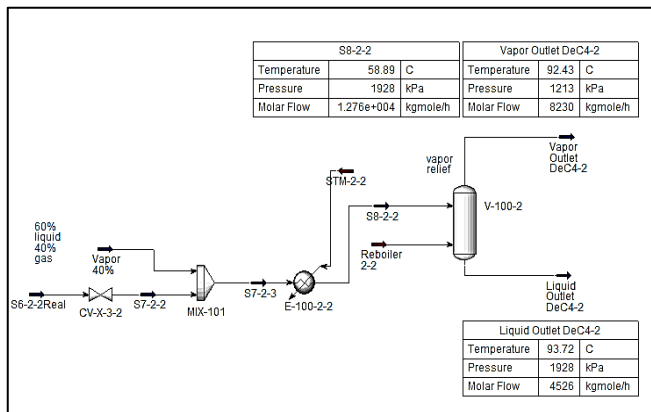 S8-2-2
Temperature 58.89 C
Pressure 1928 kPa
Molar Flow 1.276e+004 kgmole/h
Vapor Outlet DeC4-2
Temperature 92.43 C
Pressure 1213 kPa
Molar Flow 8230 kgmole/h
vapor
relief
Vapor
Outlet
DeC4-2
STM-2-2
S8-2-2
V-100-2
60%
liquid
40%
gas
Vapor
40%
Reboiler
2-2
S6-2-2Real
CV-X-3-2
S7-2-2
MIX-101
S7-2-3
E-100-2-2
Liquid
Outlet
DeC4-2
Liquid Outlet DeC4-2
Temperature 93.72 C
Pressure 1928 kPa
Molar Flow 4526 kgmole/h